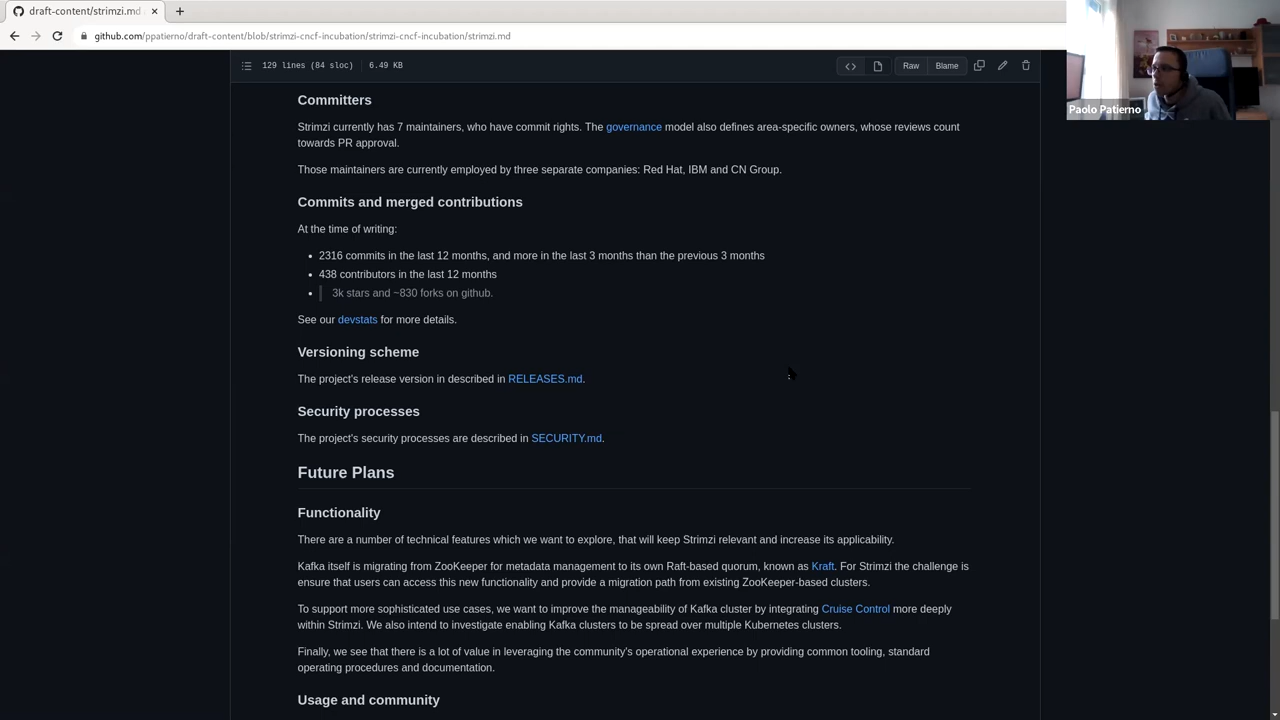 draft-content/strimzi.md
github.com/ppatierno/draft-content/blob/strimzi-cncf-incubation/strimzi-cncf-incubation/strimzi.md
Paolo Patierno
129 lines (84 sloc) 6.49 KB
Raw Blame
Committers
Strimzi currently has 7 maintainers, who have commit rights. The governance model also defines area-specific owners, whose reviews count
towards PR approval.
Those maintainers are currently employed by three separate companies: Red Hat, IBM and CN Group.
Commits and merged contributions
At the time of writing:
2316 commits in the last 12 months, and more in the last 3 months than the previous 3 months
438 contributors in the last 12 months
3k stars and ~830 forks on github.
See our devstats for more details.
Versioning scheme
The project's release version in described in RELEASES.md.
Security processes
The project's security processes are described in SECURITY.md.
Future Plans
Functionality
There are a number of technical features which we want to explore, that will keep Strimzi relevant and increase its applicability.
Kafka itself is migrating from ZooKeeper for metadata management to its own Raft-based quorum, known as Kraft. For Strimzi the challenge is
ensure that users can access this new functionality and provide a migration path from existing ZooKeeper-based clusters.
To support more sophisticated use cases, we want to improve the manageability of Kafka cluster by integrating Cruise Control more deeply
within Strimzi. We also intend to investigate enabling Kafka clusters to be spread over multiple Kubernetes clusters.
Finally, we see that there is a lot of value in leveraging the community's operational experience by providing common tooling, standard
operating procedures and documentation.
Usage and community